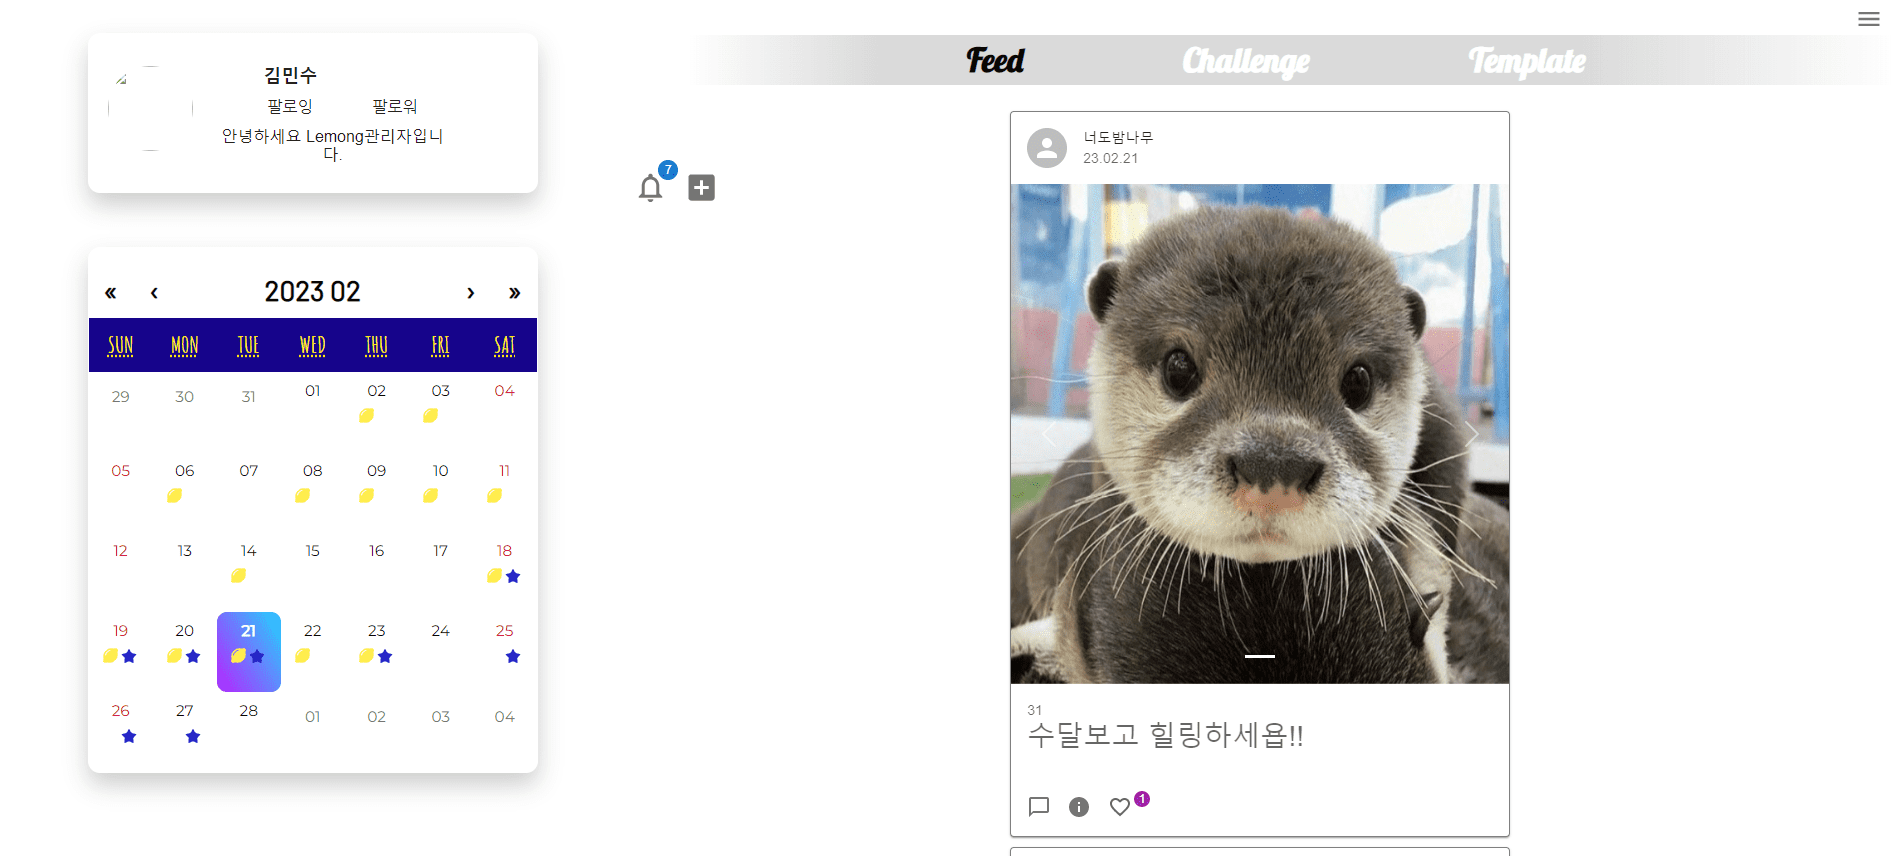 김민수
팔로잉 팔로워
안녕하세요 Lemong관리자입니
다.
« ‹ 2023 02 › »
SUN MON TUE WED THU FRI SAT
29 30 31 01 02 03 04
05 06 07 08 09 10 11
12 13 14 15 16 17 18
19 20 21 22 23 24 25
26 27 28 01 02 03 04
7
Feed Challenge Template
너도밤나무
23.02.21
31
수달보고 힐링하세욥!!
1